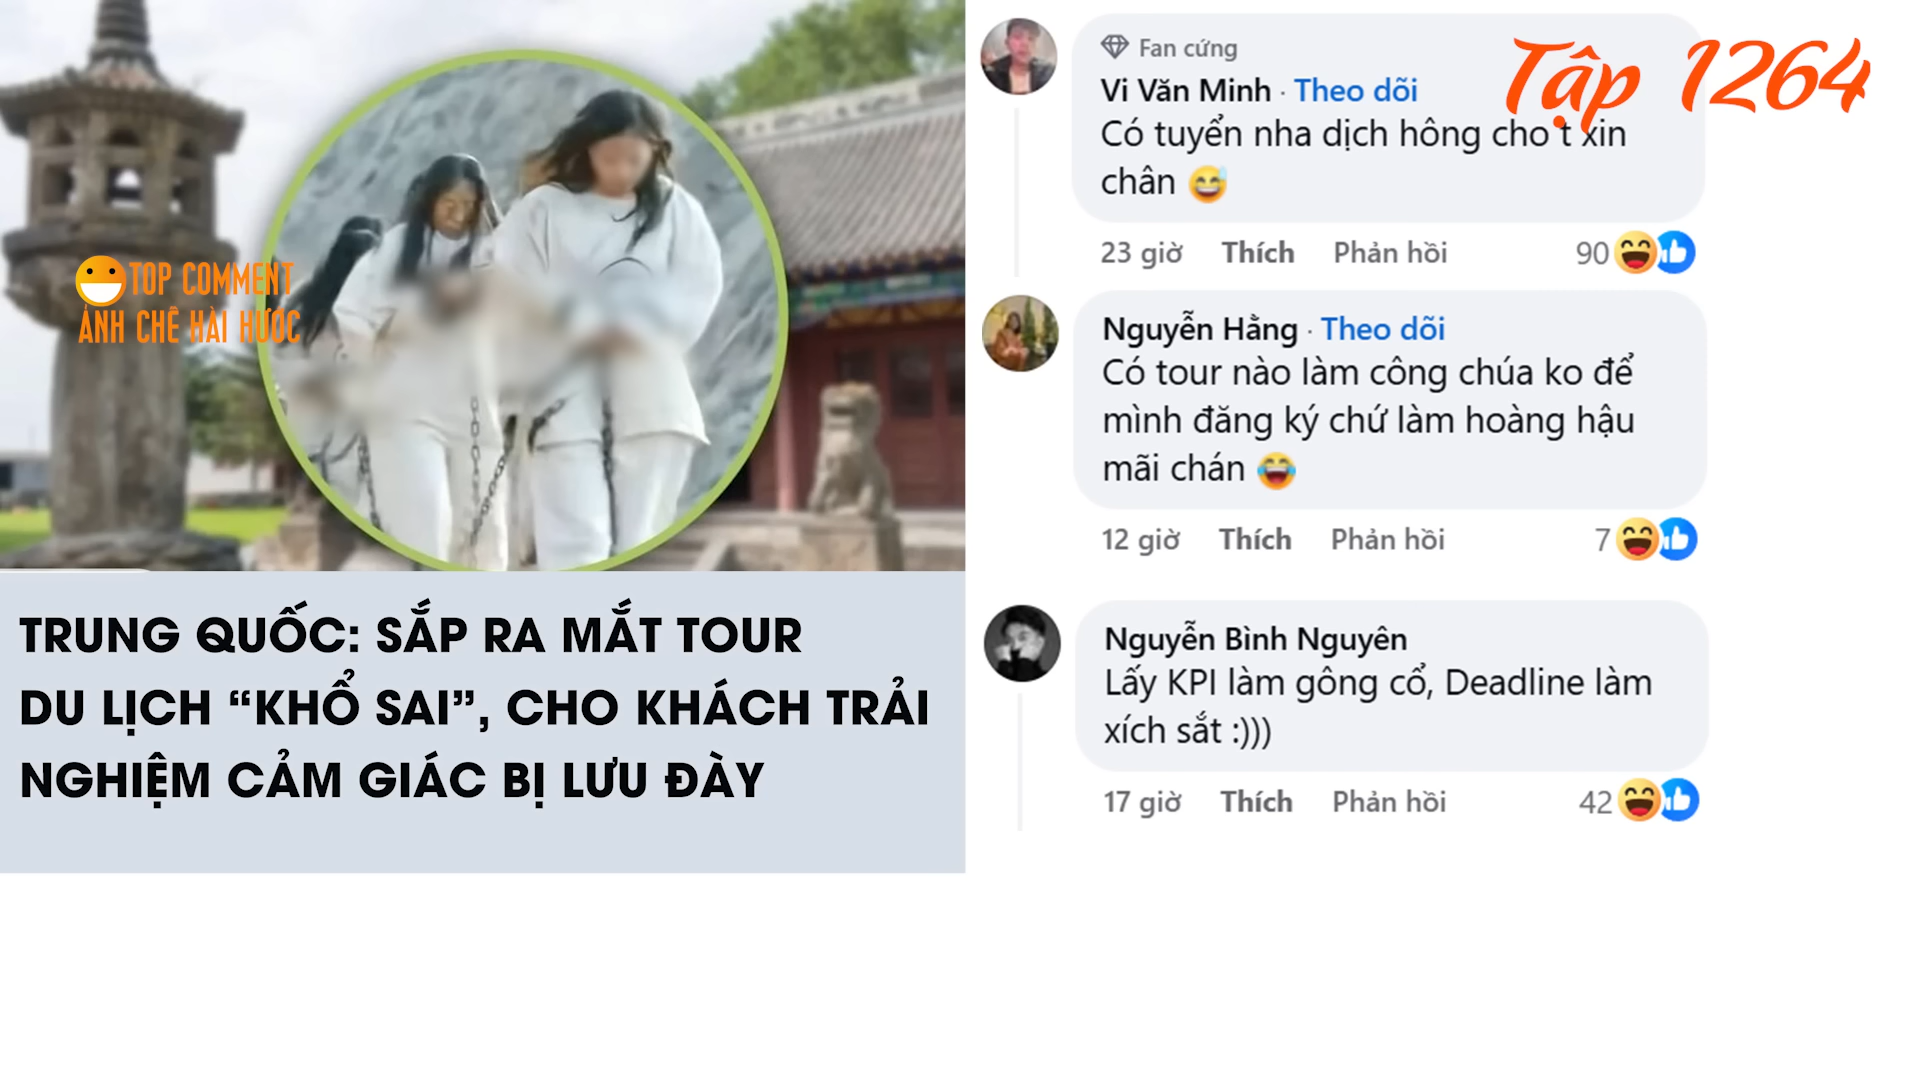 TOP COMMENT
ẢNH CHẾ HÀI HƯỚC
TRUNG QUỐC: SẮP RA MẮT TOUR
DU LỊCH “KHỔ SAI”, CHO KHÁCH TRẢI
NGHIỆM CẢM GIÁC BỊ LƯU ĐÀY
Tập 1264
Fan cứng
Vi Văn Minh · Theo dõi
Có tuyển nha dịch hông cho t xin
chân 😅
23 giờ Thích Phản hồi 90
Nguyễn Hằng · Theo dõi
Có tour nào làm công chúa ko để
mình đăng ký chứ làm hoàng hậu
mãi chán 😂
12 giờ Thích Phản hồi 7
Nguyễn Bình Nguyên
Lấy KPI làm gông cổ, Deadline làm
xích sắt :)))
17 giờ Thích Phản hồi 42